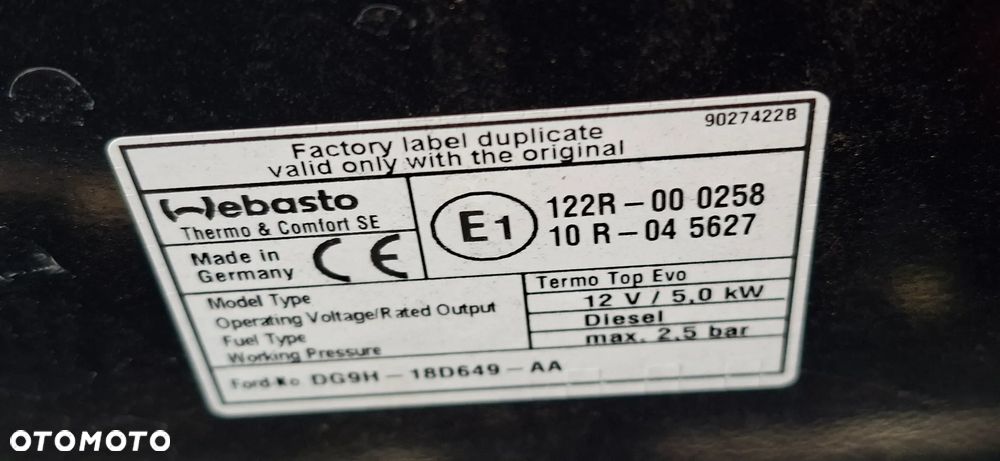 Factory label duplicate
valid only with the original
9027422B
Webasto
Thermo & Comfort SE
Made in
Germany
CE
E1
122R-00 0258
10 R-04 5627
Model Type
Termo Top Evo
Operating Voltage/Rated Output
12 V / 5,0 kW
Fuel Type
Diesel
Working Pressure
max. 2,5 bar
Ford No DG9H-18D649-AA
OTOMOTO